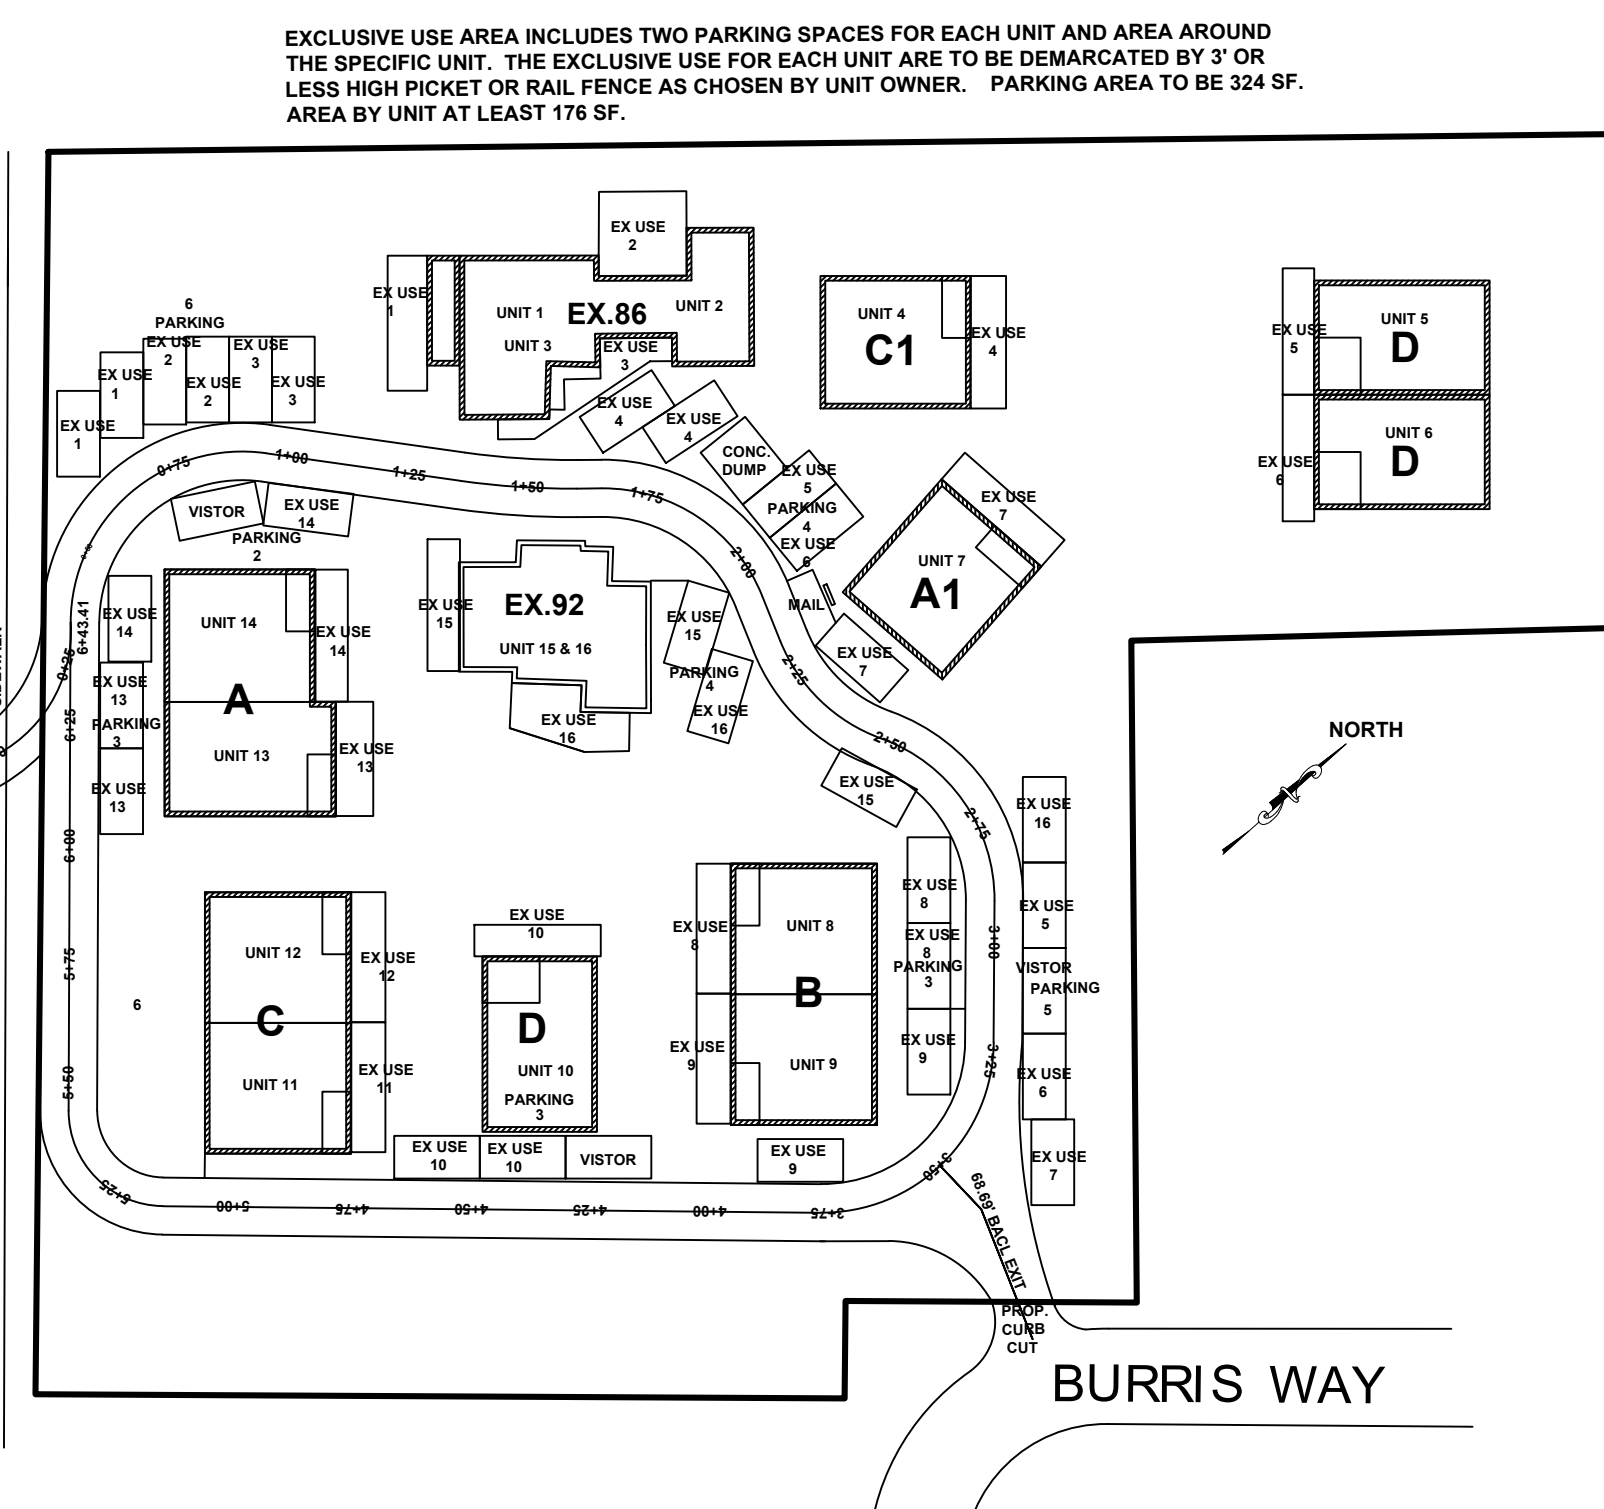 EXCLUSIVE USE AREA INCLUDES TWO PARKING SPACES FOR EACH UNIT AND AREA AROUND
THE SPECIFIC UNIT. THE EXCLUSIVE USE FOR EACH UNIT ARE TO BE DEMARCATED BY 3' OR
LESS HIGH PICKET OR RAIL FENCE AS CHOSEN BY UNIT OWNER. PARKING AREA TO BE 324 SF.
AREA BY UNIT AT LEAST 176 SF.
EX USE
2
EX USE
1
UNIT 1
EX.86
UNIT 2
UNIT 3
EX USE
3
UNIT 4
C1
EX USE
4
EX USE
5
UNIT 5
D
EX USE
6
UNIT 6
D
6
PARKING
EX USE
2
EX USE
3
EX USE
1
EX USE
2
EX USE
3
EX USE
1
EX USE
4
EX USE
4
CONC.
DUMP
EX USE
5
PARKING
4
EX USE
6
EX USE
7
UNIT 7
A1
MAIL
EX USE
7
0+75
1+00
1+25
1+50
1+75
2+00
2+25
2+50
2+75
3+00
3+25
3+50
3+75
4+00
4+25
4+50
4+75
5+00
5+25
5+50
5+75
6+00
6+25
6+43.41
0+25
0+50
VISTOR
EX USE
14
PARKING
2
EX USE
14
UNIT 14
EX USE
14
EX USE
13
PARKING
3
A
UNIT 13
EX USE
13
EX USE
13
EX USE
15
EX.92
UNIT 15 & 16
EX USE
16
EX USE
15
PARKING
4
EX USE
16
EX USE
15
NORTH
EX USE
16
EX USE
5
VISTOR
PARKING
5
EX USE
6
EX USE
7
EX USE
8
EX USE
8
PARKING
3
EX USE
9
EX USE
8
UNIT 8
B
EX USE
9
UNIT 9
EX USE
9
EX USE
10
D
UNIT 10
PARKING
3
EX USE
10
EX USE
10
VISTOR
6
UNIT 12
EX USE
12
C
UNIT 11
EX USE
11
68.69' BACL EXIT
PROP.
CURB
CUT
BURRIS WAY